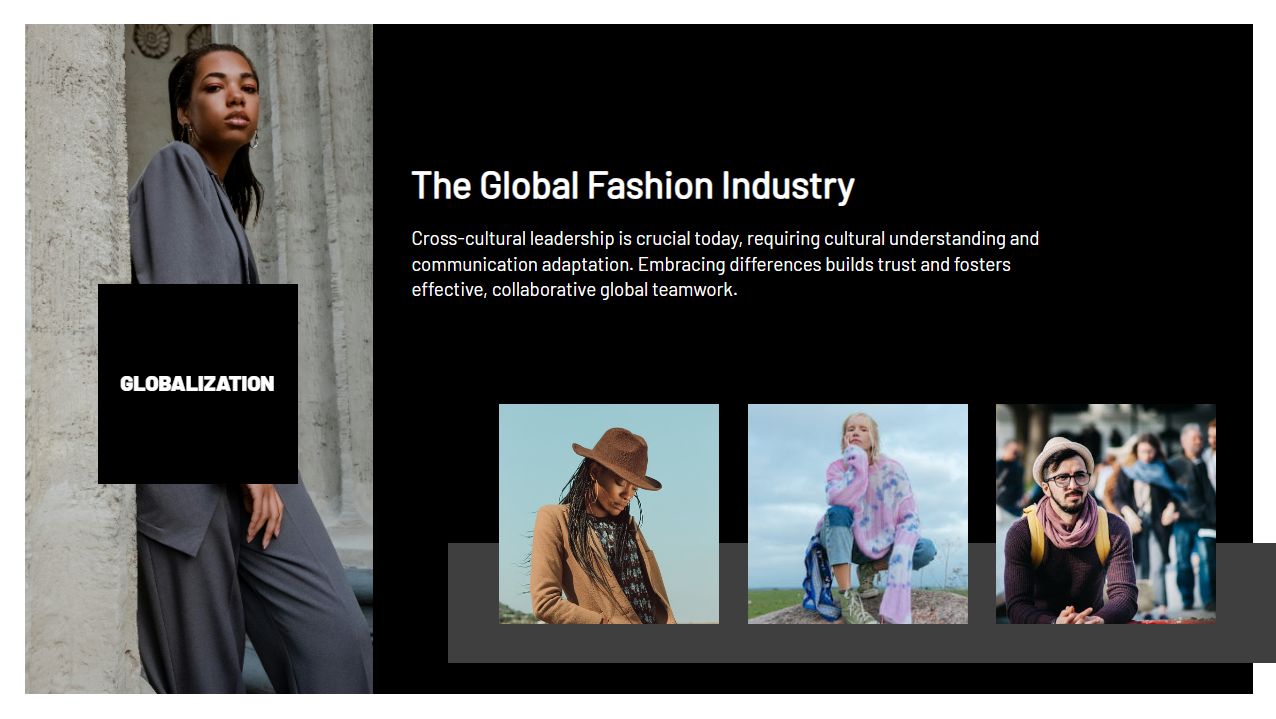 The Global Fashion Industry
Cross-cultural leadership is crucial today, requiring cultural understanding and
communication adaptation. Embracing differences builds trust and fosters
effective, collaborative global teamwork.
GLOBALIZATION